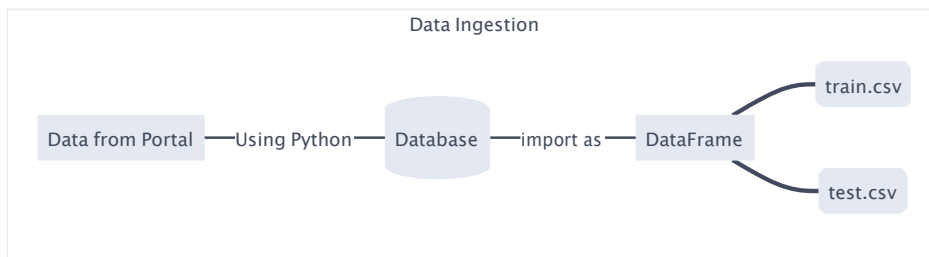 Data Ingestion
Data from Portal
Using Python
Database
import as
DataFrame
train.csv
test.csv